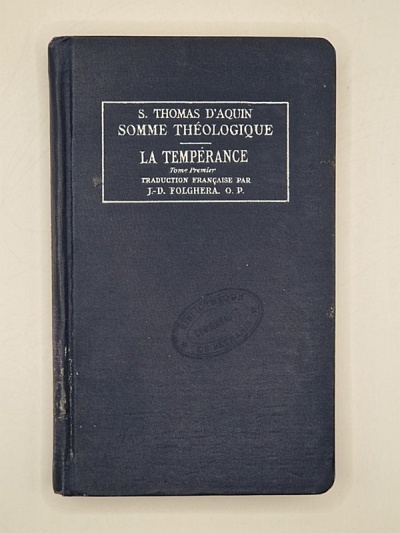 S. THOMAS D'AQUIN
SOMME THÉOLOGIQUE
LA TEMPÉRANCE
Tome Premier
TRADUCTION FRANÇAISE PAR
J.-D. FOLGHERA. O. P.